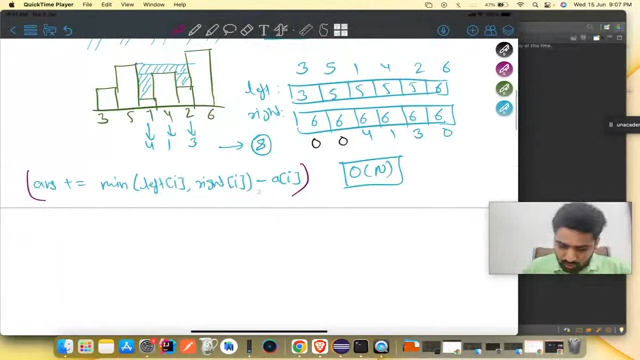 QuickTime Player File Edit View Window Help
47% Wed 15 Jun 9:07 PM
3 5 1 4 2 6
left: 3 5 5 5 5 6
right: 6 6 6 6 6 6
0 0 4 1 3 0
3 5 1 4 2 6
4 1 3 → 8
ans += min (left[i], right[i]) - a[i]
O(N)